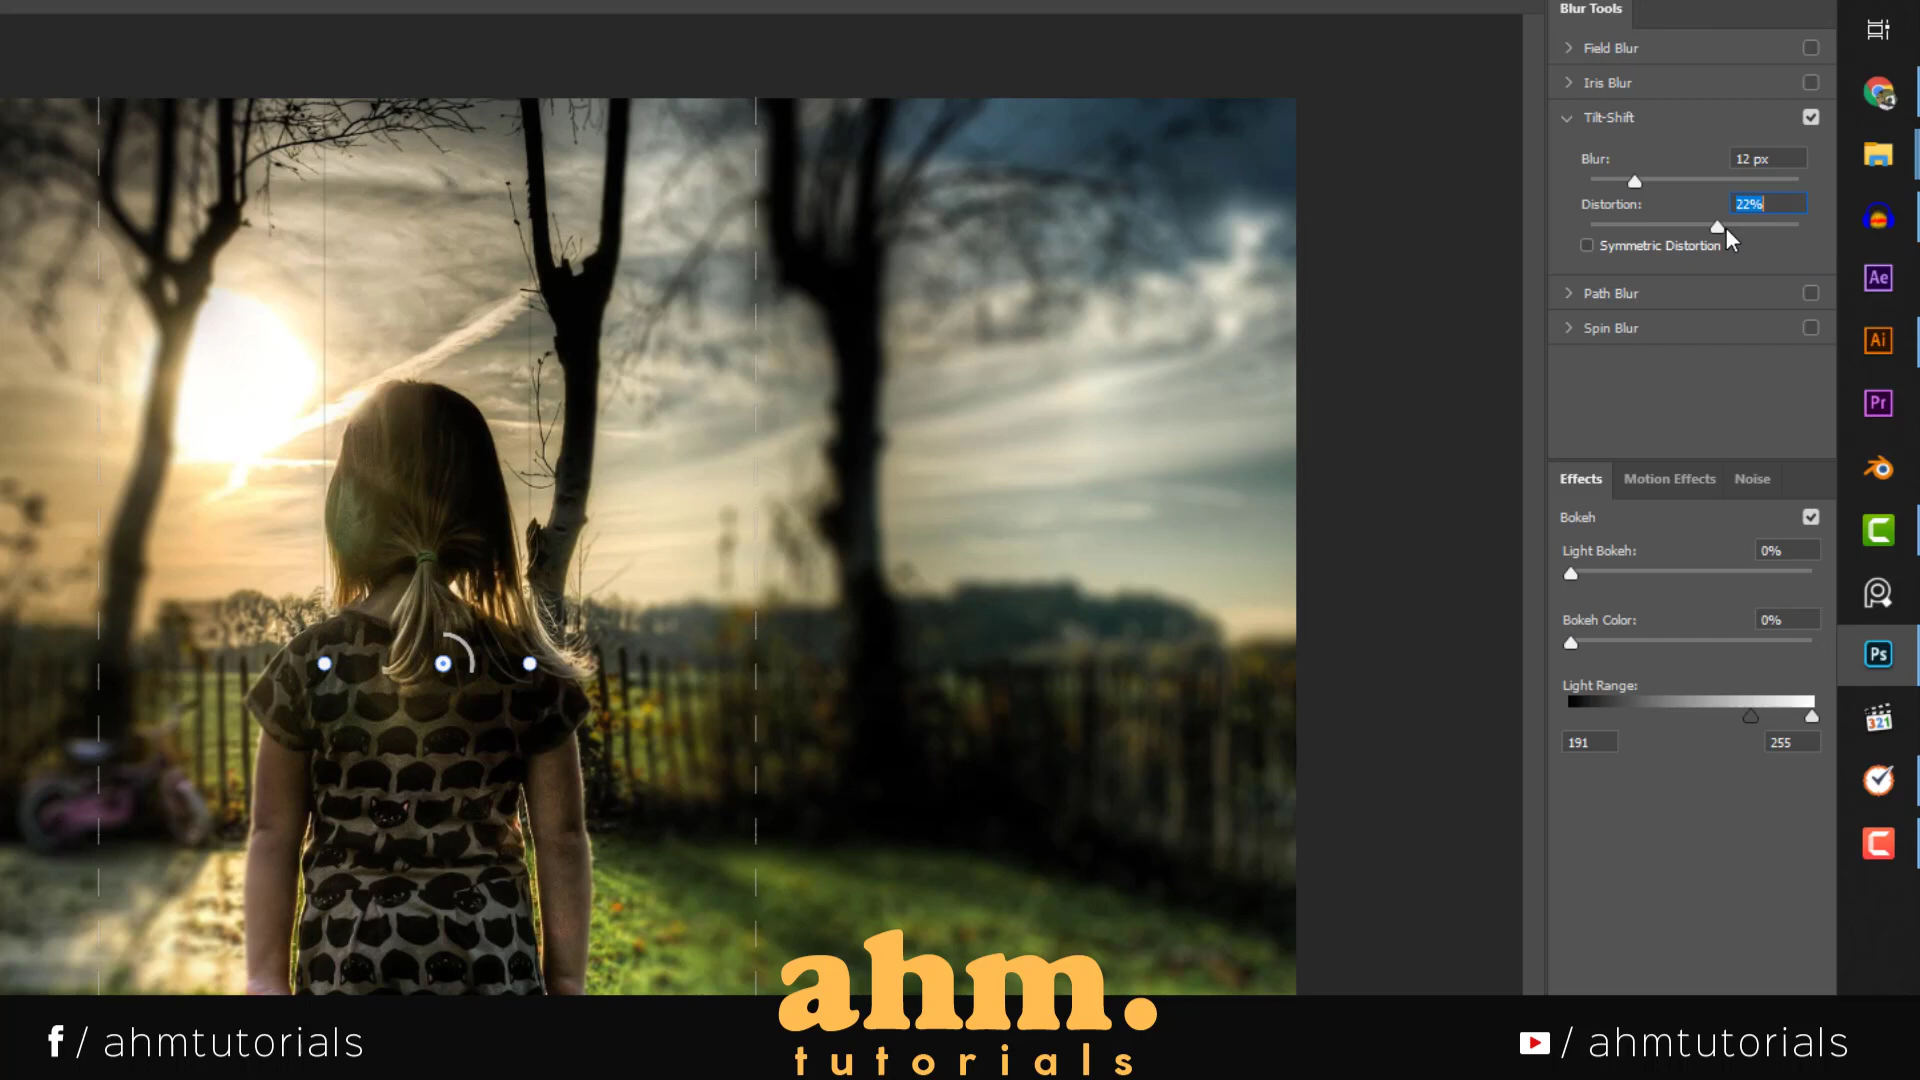 Blur Tools
Field Blur
Iris Blur
Tilt-Shift
Blur: 12 px
Distortion: 22%
Symmetric Distortion
Path Blur
Spin Blur
Effects Motion Effects Noise
Bokeh
Light Bokeh: 0%
Bokeh Color: 0%
Light Range:
191 255
Ae
Ai
Pr
Ps
321
ahm.
tutorials
f / ahmtutorials
/ ahmtutorials